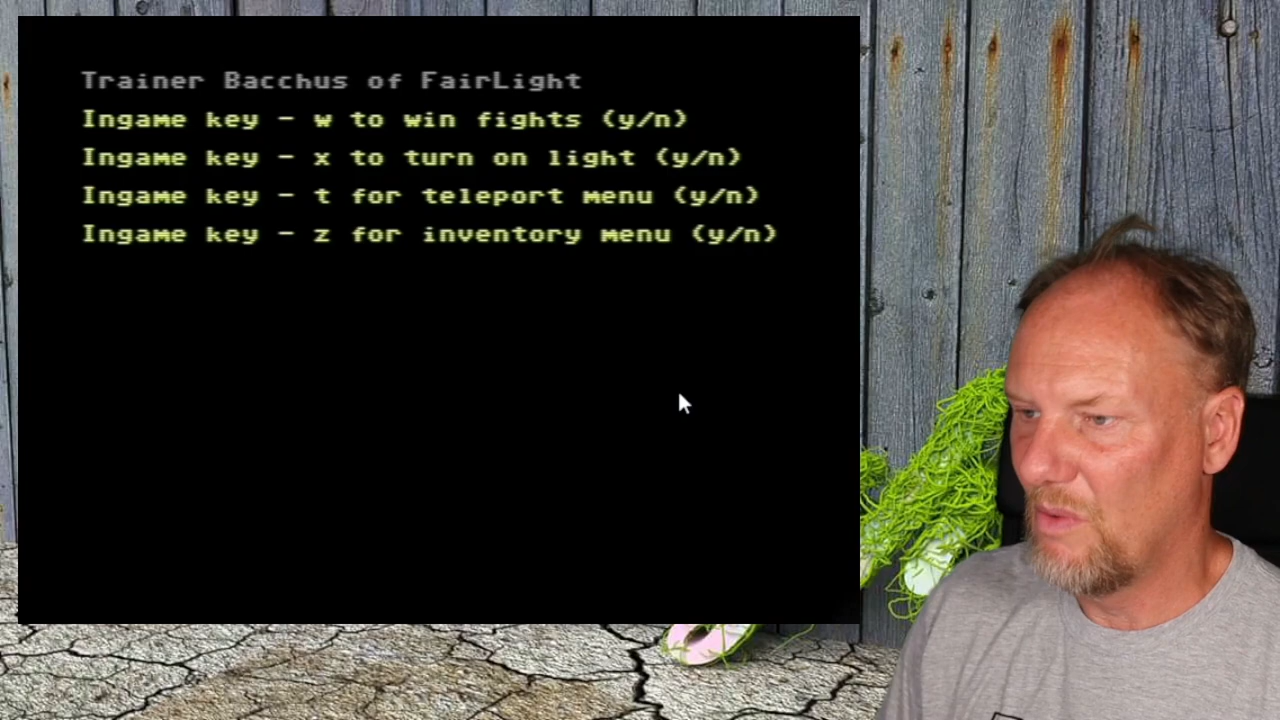 Trainer Bacchus of FairLight
Ingame key - w to win fights (y/n)
Ingame key - x to turn on light (y/n)
Ingame key - t for teleport menu (y/n)
Ingame key - z for inventory menu (y/n)